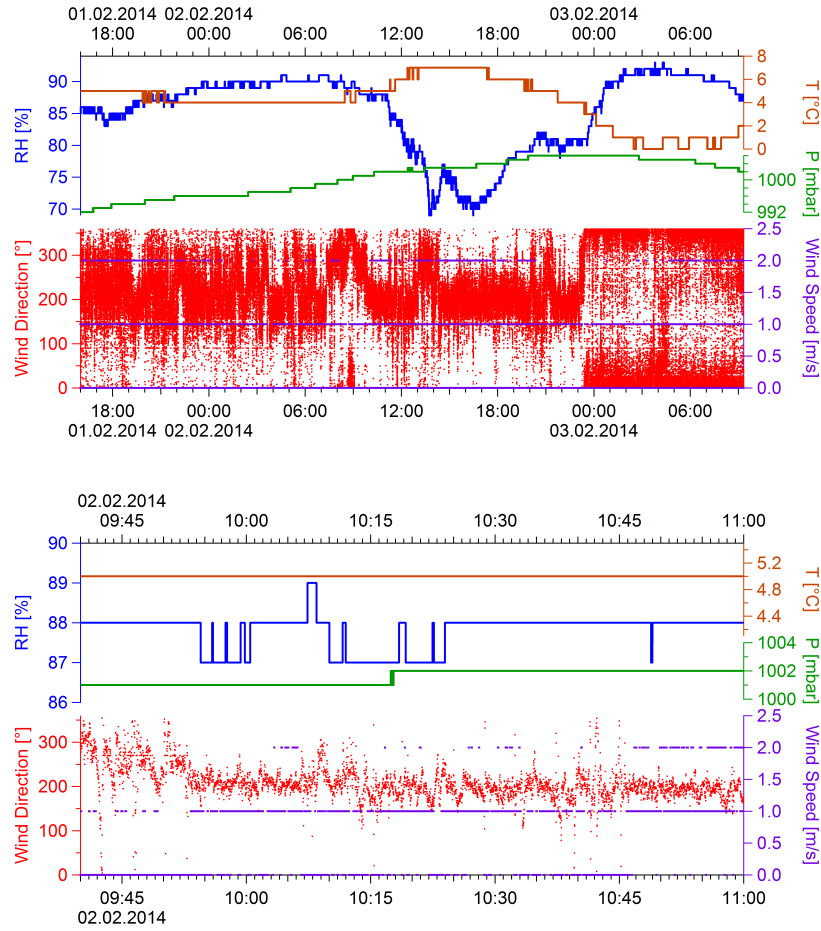 01.02.2014 02.02.2014 03.02.2014
18:00 00:00 06:00 12:00 18:00 00:00 06:00
RH [%]
90
85
80
75
70
8
6
4
2
0
T [°C]
1000
992
P [mbar]
Wind Direction [°]
300
200
100
0
2.5
2.0
1.5
1.0
0.5
0.0
Wind Speed [m/s]
18:00 00:00 06:00 12:00 18:00 00:00 06:00
01.02.2014 02.02.2014 03.02.2014
02.02.2014
09:45 10:00 10:15 10:30 10:45 11:00
RH [%]
90
89
88
87
86
5.2
4.8
4.4
T [°C]
1004
1002
1000
P [mbar]
Wind Direction [°]
300
200
100
0
2.5
2.0
1.5
1.0
0.5
0.0
Wind Speed [m/s]
09:45 10:00 10:15 10:30 10:45 11:00
02.02.2014